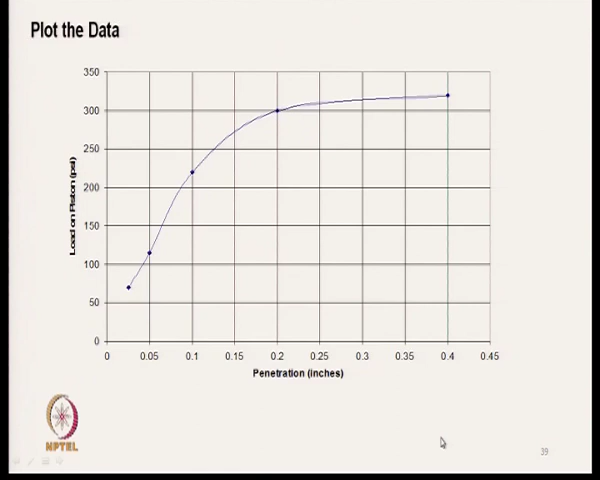 Plot the Data
350
300
250
200
150
100
50
0
Load on Piston (psi)
0 0.05 0.1 0.15 0.2 0.25 0.3 0.35 0.4 0.45
Penetration (inches)
NPTEL
39